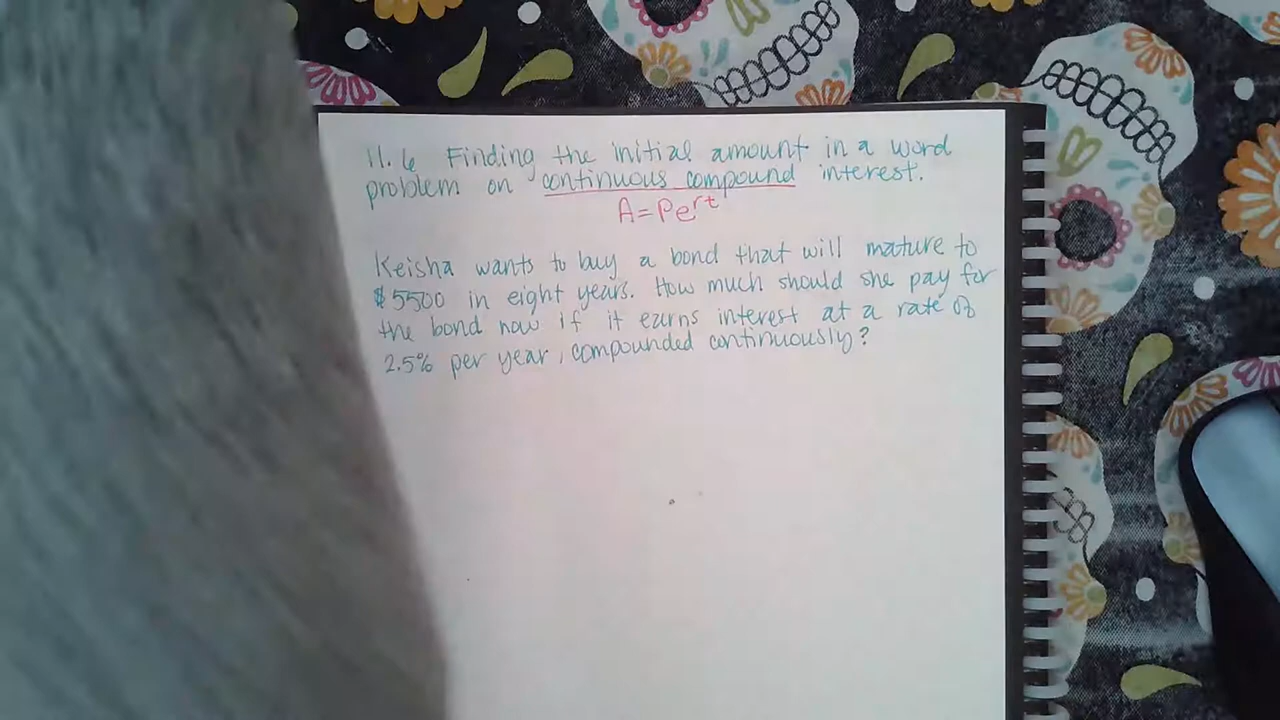 11.6 Finding the initial amount in a word
problem on continuous compound interest.
A=Pe^rt
Keisha wants to buy a bond that will mature to
$5500 in eight years. How much should she pay for
the bond now if it earns interest at a rate of
2.5% per year, compounded continuously?